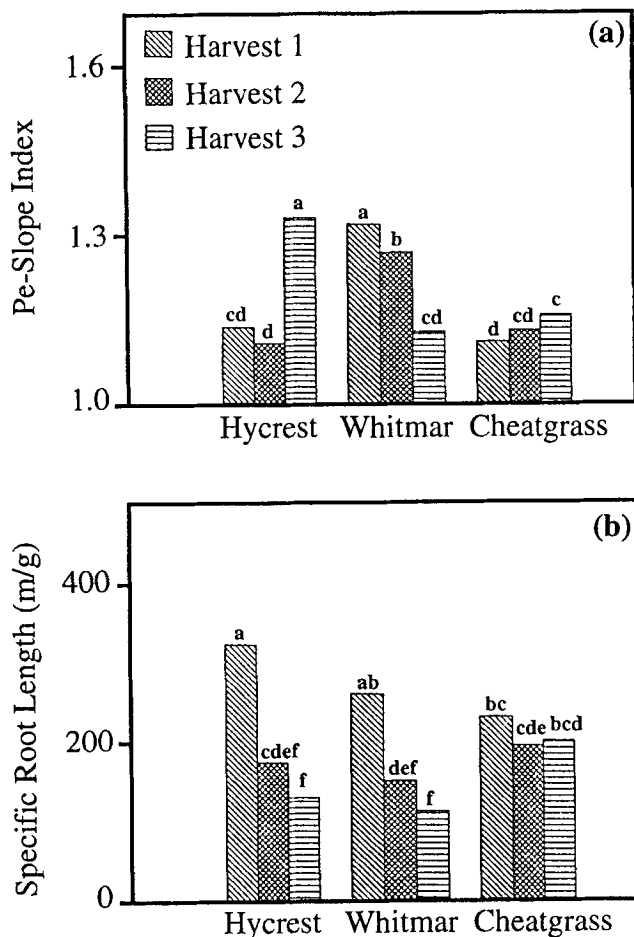 (a)
Harvest 1
Harvest 2
Harvest 3
Pe-Slope Index
1.6
1.3
1.0
cd d a a b cd d cd c
Hycrest Whitmar Cheatgrass
(b)
Specific Root Length (m/g)
400
200
0
a cdef f ab def f bc cde bcd
Hycrest Whitmar Cheatgrass